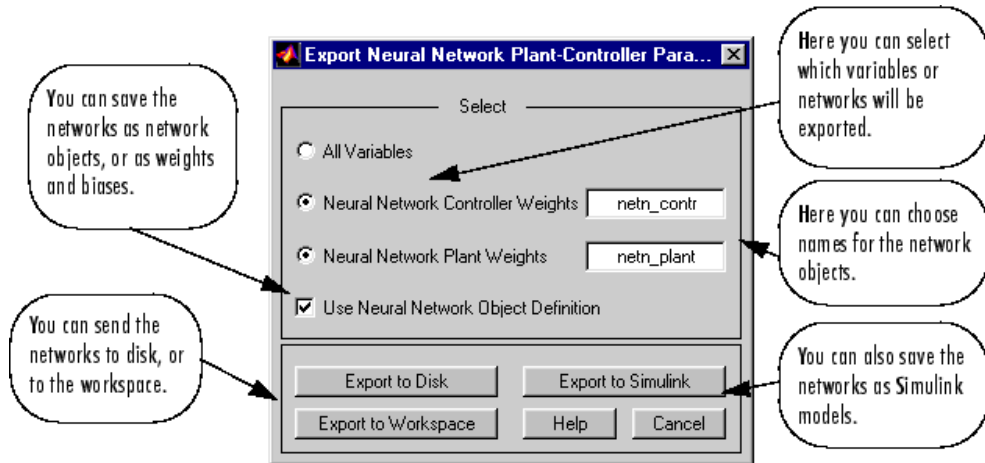 Export Neural Network Plant-Controller Para...
Select
All Variables
Neural Network Controller Weights
netn_contr
Neural Network Plant Weights
netn_plant
Use Neural Network Object Definition
Export to Disk
Export to Simulink
Export to Workspace
Help
Cancel
You can save the
networks as network
objects, or as weights
and biases.
You can send the
networks to disk, or
to the workspace.
Here you can select
which variables or
networks will be
exported.
Here you can choose
names for the network
objects.
You can also save the
networks as Simulink
models.